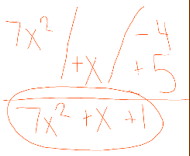 7x² / / -4
/ +x / +5
7x² + x + 1